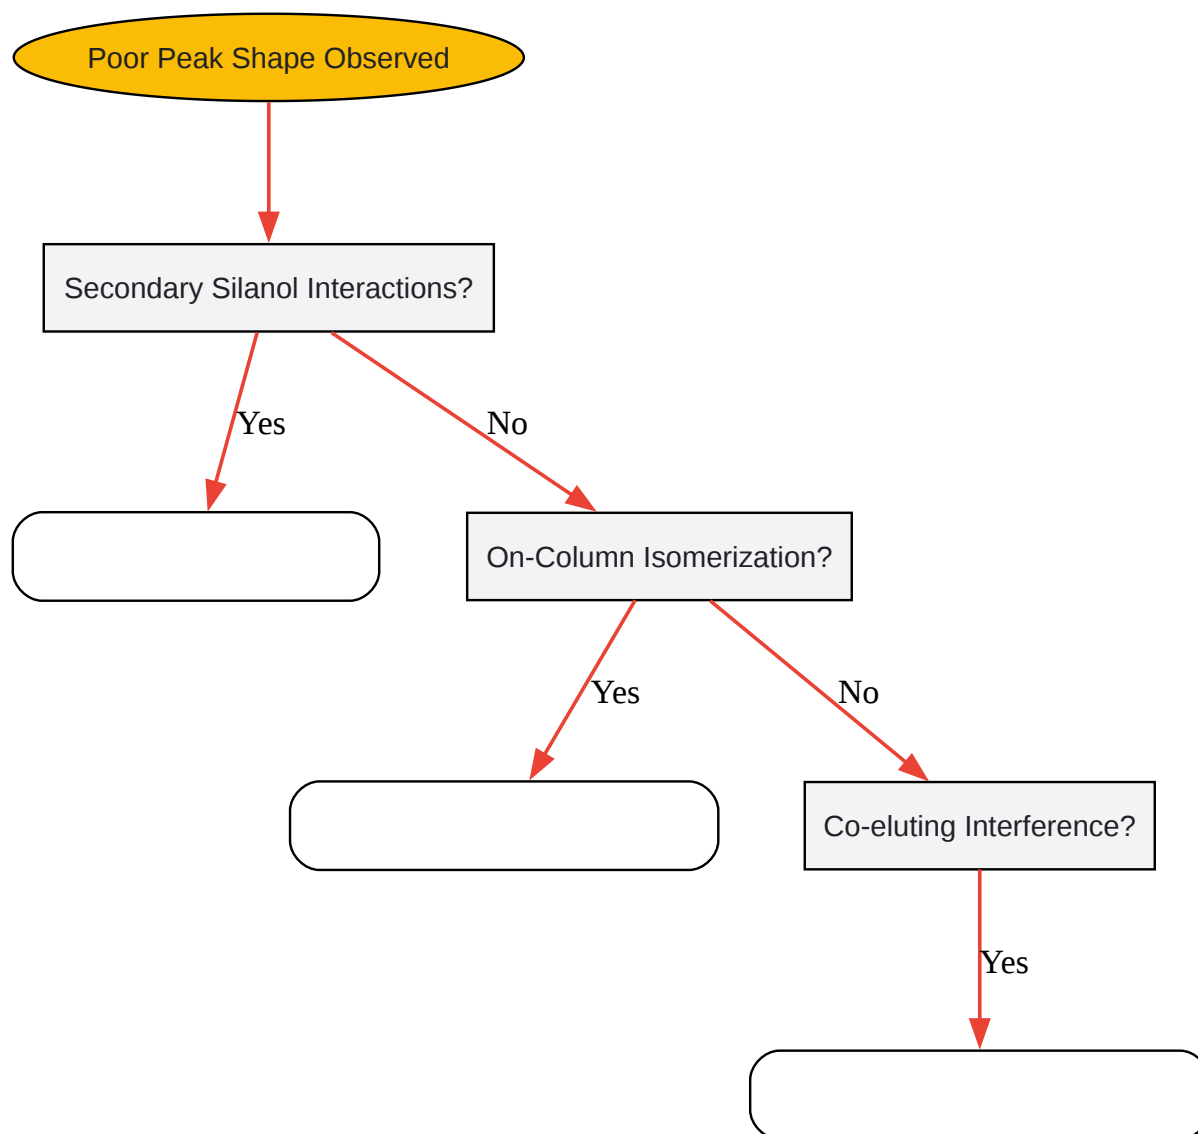 Poor Peak Shape Observed
Secondary Silanol Interactions?
Yes
No
On-Column Isomerization?
Yes
No
Co-eluting Interference?
Yes